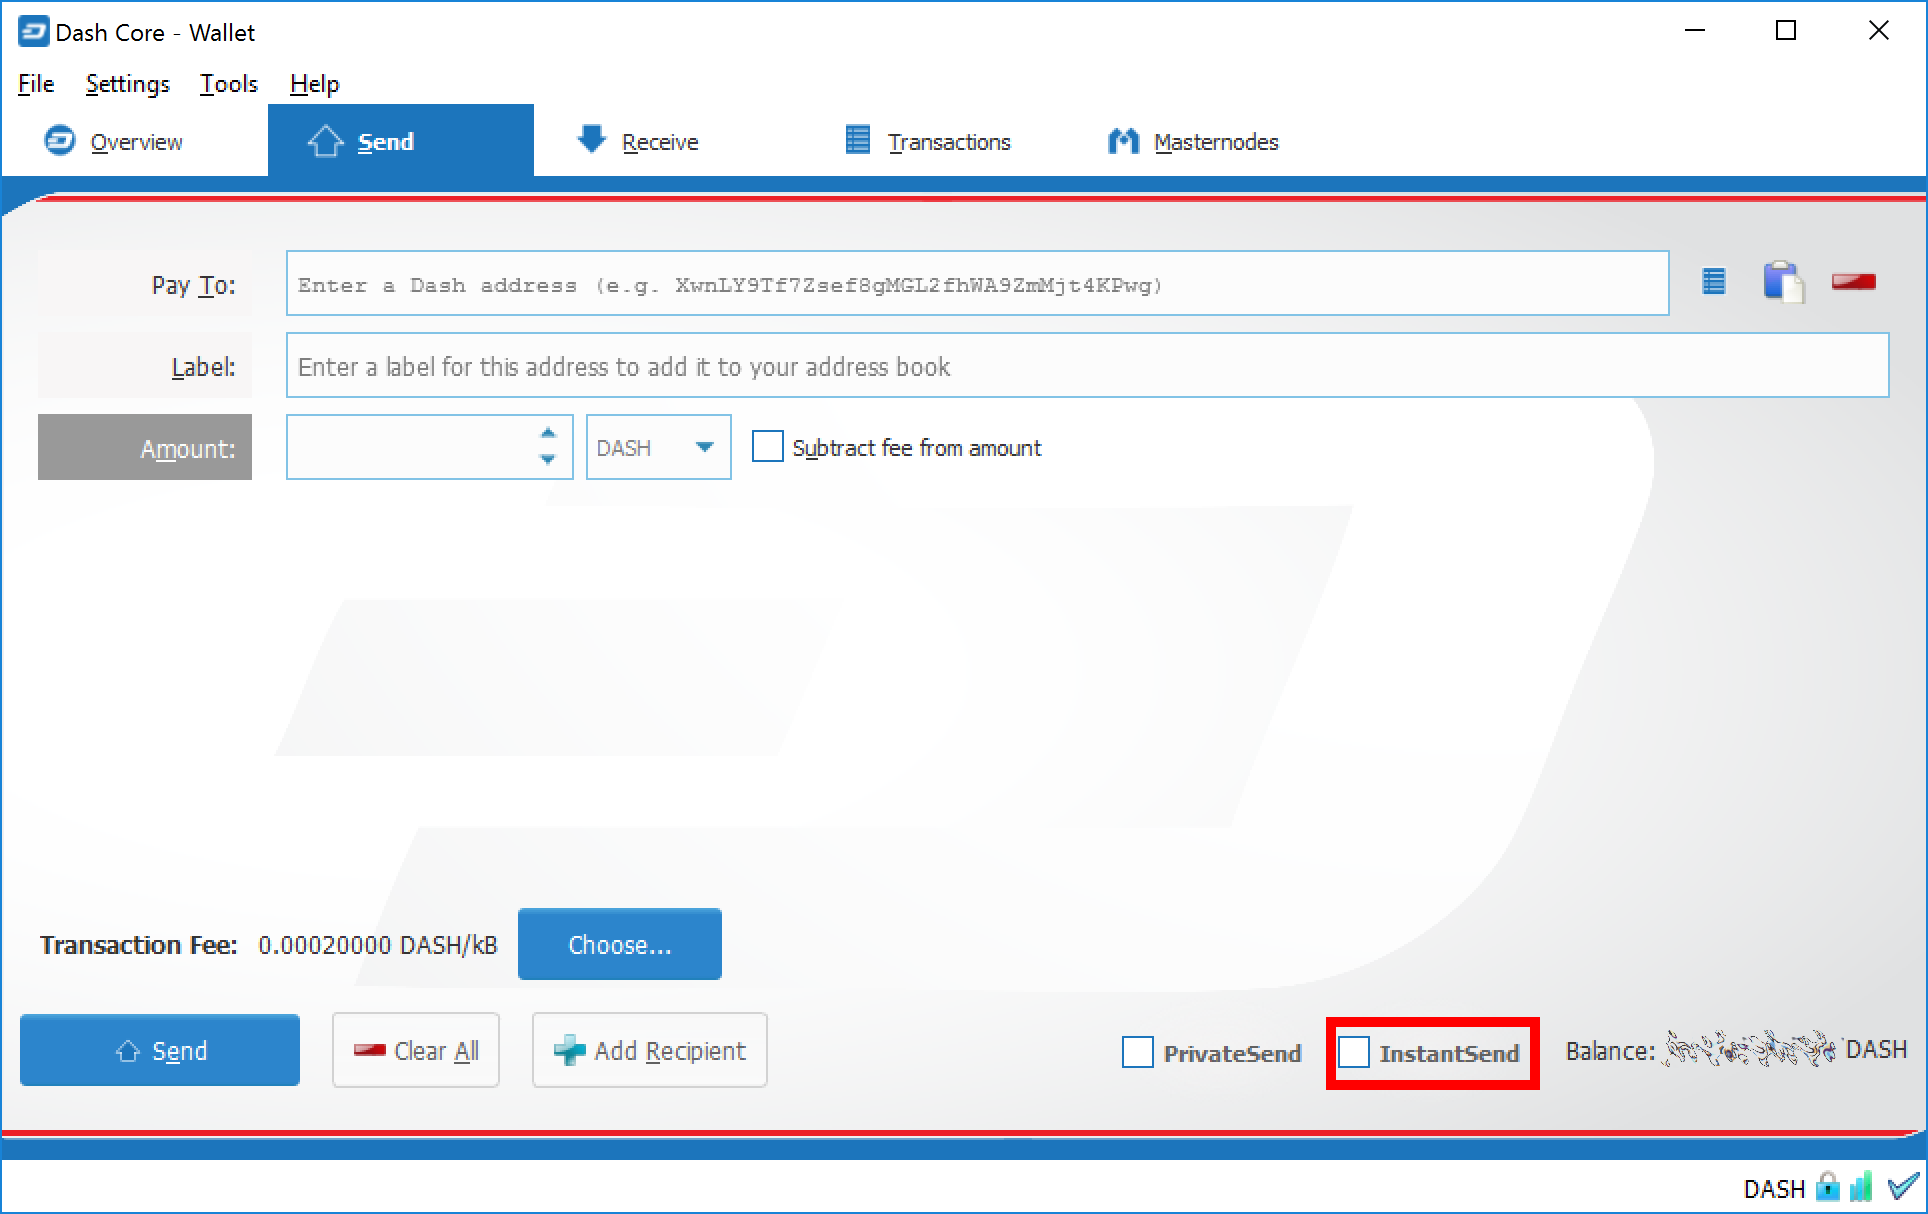 Dash Core - Wallet
File Settings Tools Help
Overview Send Receive Transactions Masternodes
Pay To: Enter a Dash address (e.g. XwnLY9Tf7Zsef8gMGL2fhWA9ZmMjt4KPwg)
Label: Enter a label for this address to add it to your address book
Amount: DASH Subtract fee from amount
Transaction Fee: 0.00020000 DASH/kB Choose...
Send Clear All Add Recipient PrivateSend InstantSend Balance: DASH
DASH